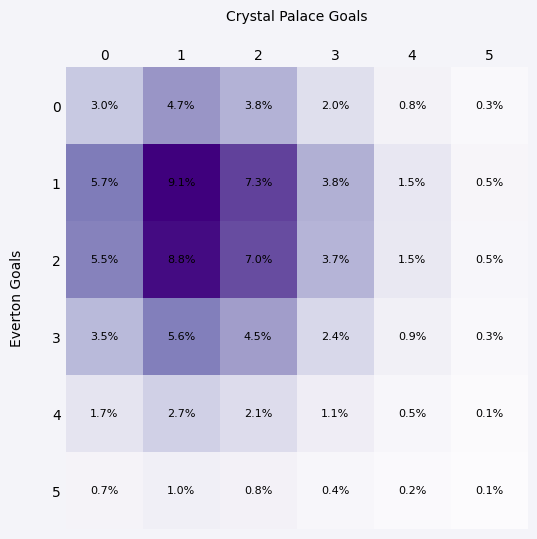 Crystal Palace Goals
0 1 2 3 4 5
0 3.0% 4.7% 3.8% 2.0% 0.8% 0.3%
1 5.7% 9.1% 7.3% 3.8% 1.5% 0.5%
2 5.5% 8.8% 7.0% 3.7% 1.5% 0.5%
3 3.5% 5.6% 4.5% 2.4% 0.9% 0.3%
4 1.7% 2.7% 2.1% 1.1% 0.5% 0.1%
5 0.7% 1.0% 0.8% 0.4% 0.2% 0.1%
Everton Goals